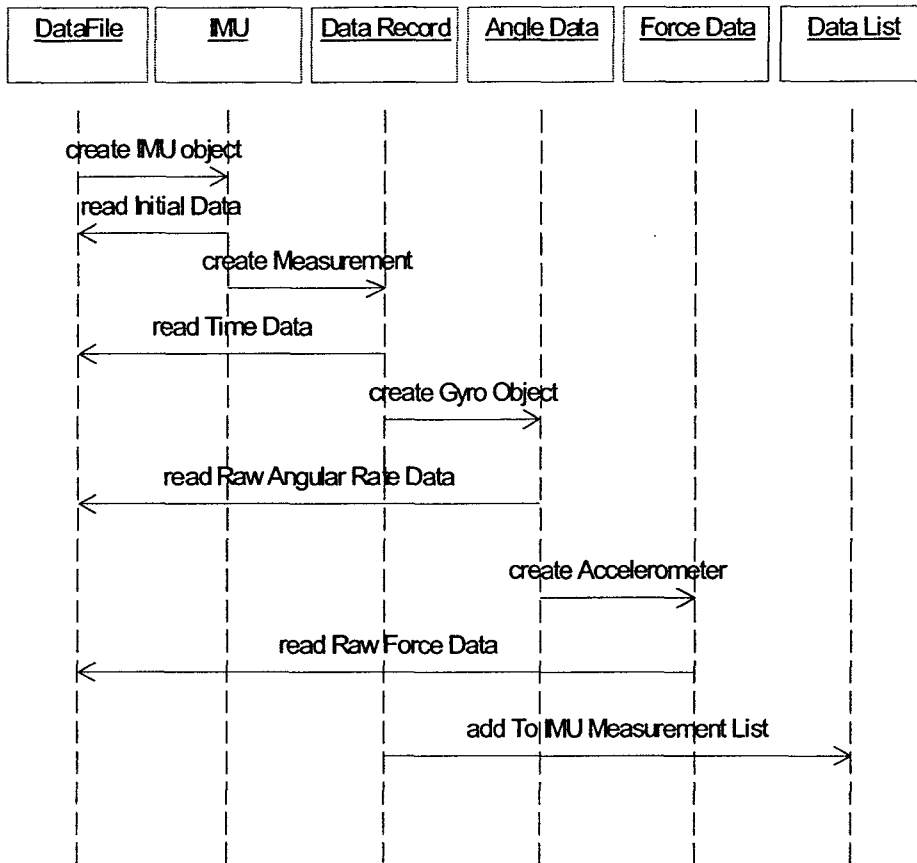 DataFile
IMU
Data Record
Angle Data
Force Data
Data List
create IMU object
read Initial Data
create Measurement
read Time Data
create Gyro Object
read Raw Angular Rate Data
create Accelerometer
read Raw Force Data
add To IMU Measurement List